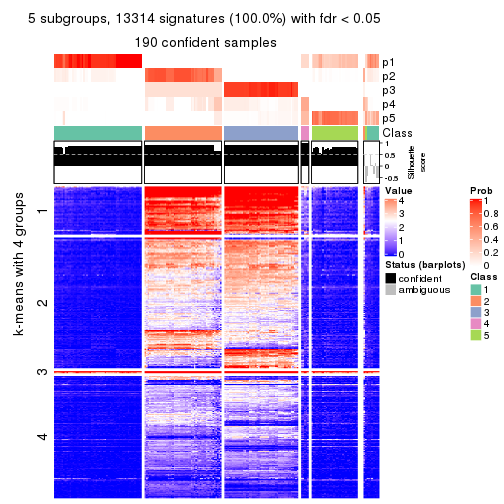 5 subgroups, 13314 signatures (100.0%) with fdr < 0.05
190 confident samples
p1
p2
p3
p4
p5
Class
1
0.5
0
-0.5
Silhouette
score
k-means with 4 groups
1
2
3
4
Value
4
3
2
1
0
Status (barplots)
confident
ambiguous
Prob
1
0.8
0.6
0.4
0.2
0
Class
1
2
3
4
5